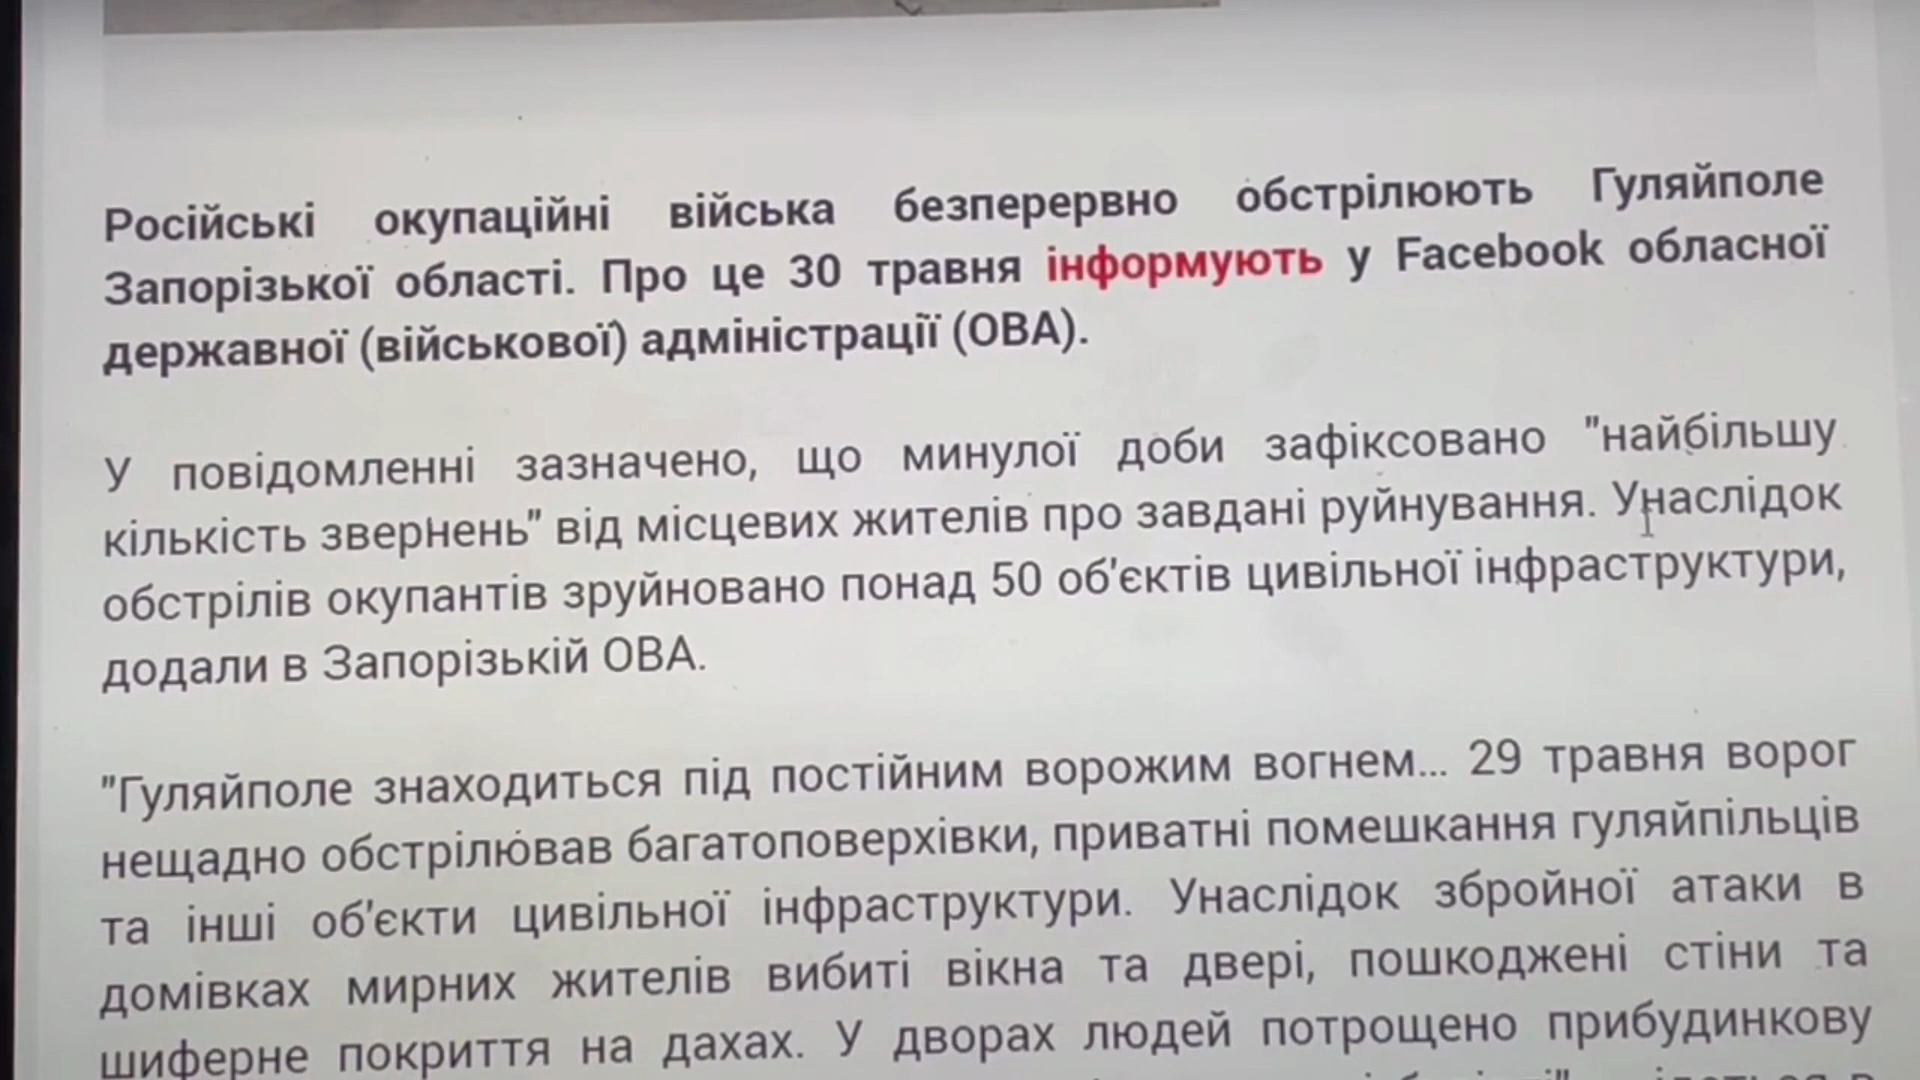 Російські окупаційні війська безперервно обстрілюють Гуляйполе
Запорізької області. Про це 30 травня інформують у Facebook обласної
державної (військової) адміністрації (ОВА).
У повідомленні зазначено, що минулої доби зафіксовано "найбільшу
кількість звернень" від місцевих жителів про завдані руйнування. Унаслідок
обстрілів окупантів зруйновано понад 50 об'єктів цивільної інфраструктури,
додали в Запорізькій ОВА.
"Гуляйполе знаходиться під постійним ворожим вогнем... 29 травня ворог
нещадно обстрілював багатоповерхівки, приватні помешкання гуляйпільців
та інші об'єкти цивільної інфраструктури. Унаслідок збройної атаки в
домівках мирних жителів вибиті вікна та двері, пошкоджені стіни та
шиферне покриття на дахах. У дворах людей потрощено прибудинкову